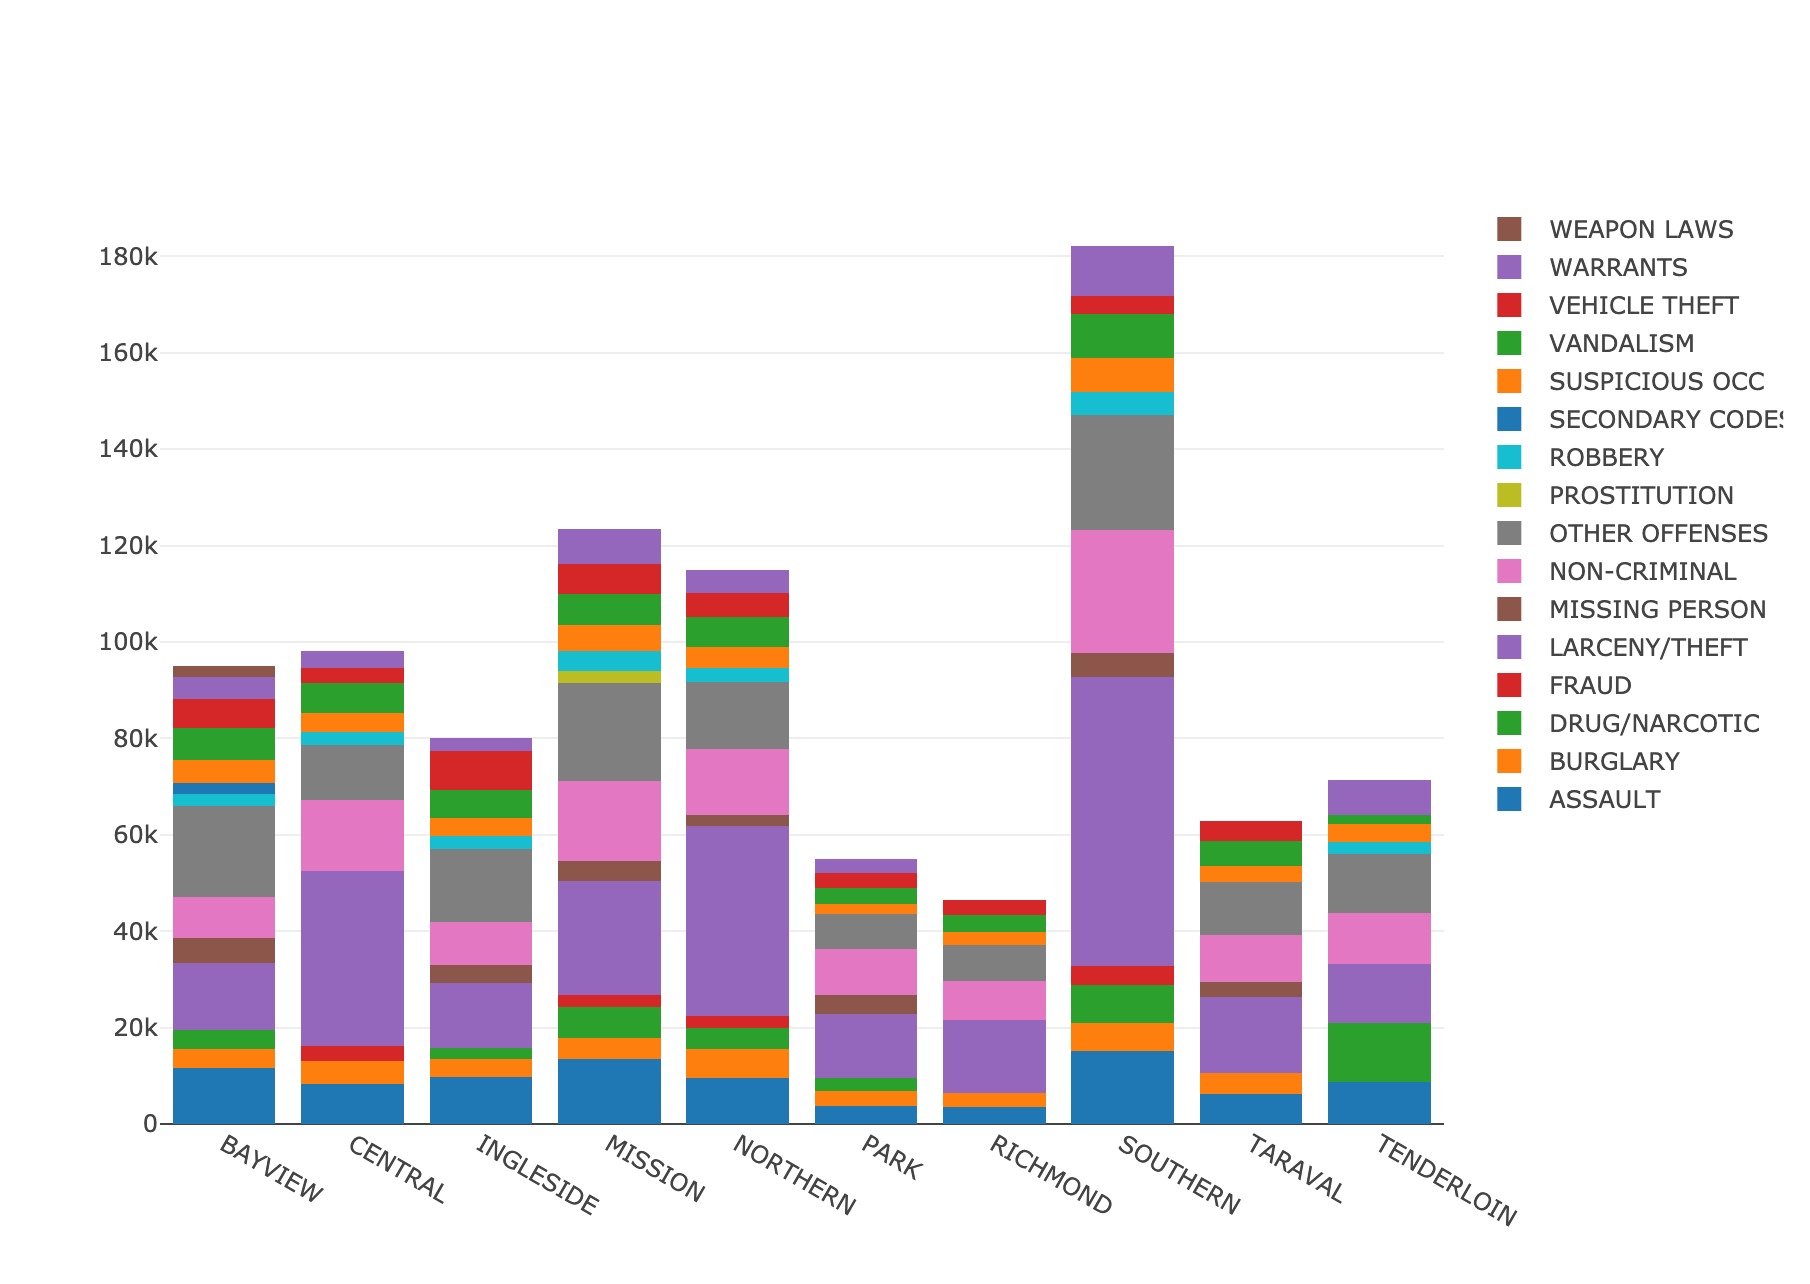 180k
160k
140k
120k
100k
80k
60k
40k
20k
0
BAYVIEW
CENTRAL
INGLESIDE
MISSION
NORTHERN
PARK
RICHMOND
SOUTHERN
TARAVAL
TENDERLOIN
WEAPON LAWS
WARRANTS
VEHICLE THEFT
VANDALISM
SUSPICIOUS OCC
SECONDARY CODES
ROBBERY
PROSTITUTION
OTHER OFFENSES
NON-CRIMINAL
MISSING PERSON
LARCENY/THEFT
FRAUD
DRUG/NARCOTIC
BURGLARY
ASSAULT